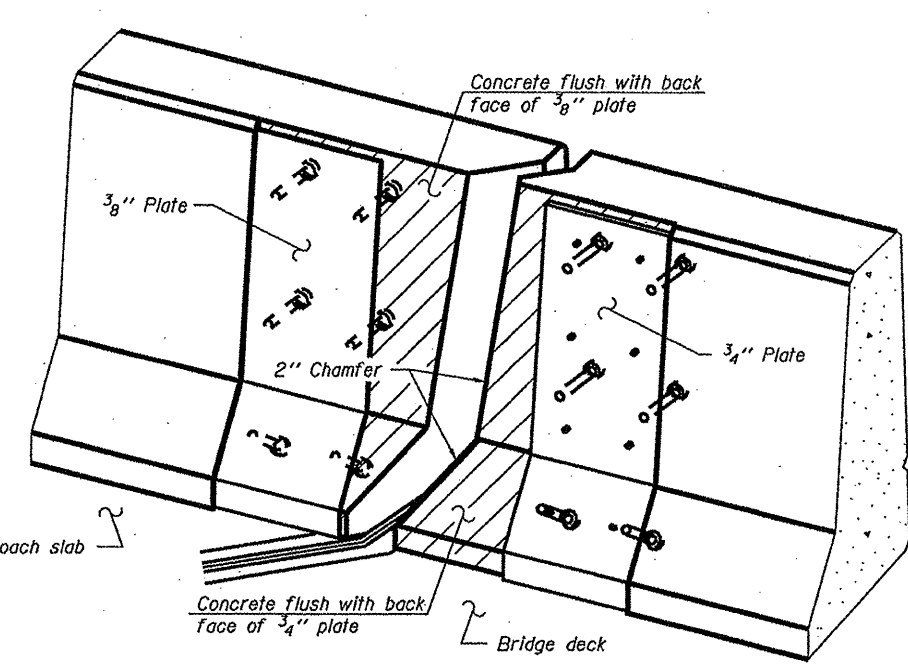 Concrete flush with back
face of 3/8" plate
3/8" Plate
3/4" Plate
2" Chamfer
oach slab
Concrete flush with back
face of 3/4" plate
Bridge deck